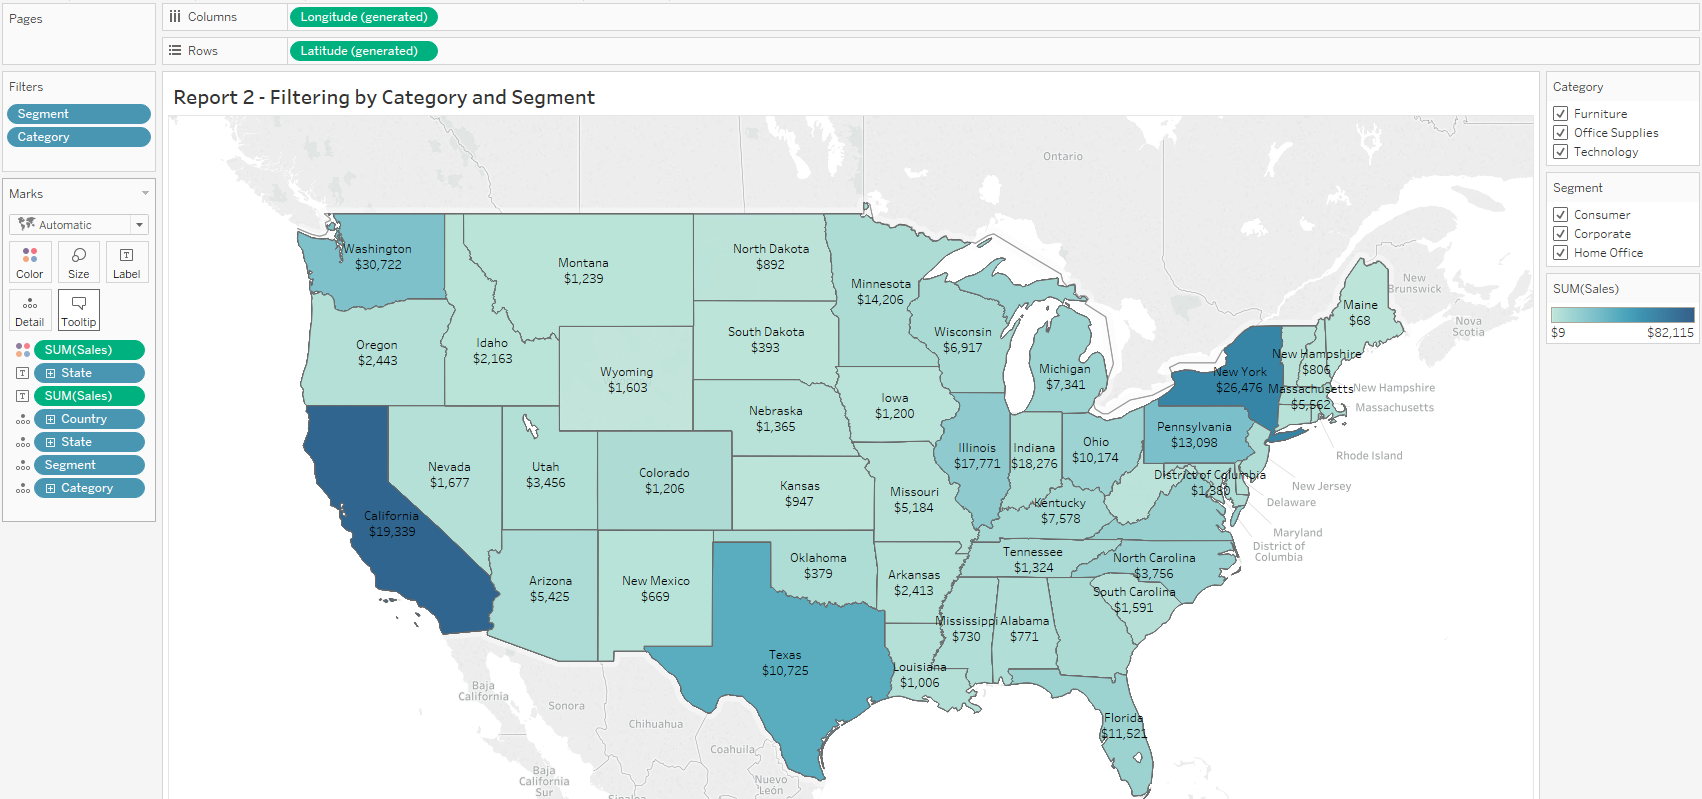 Pages
Columns
Longitude (generated)
Rows
Latitude (generated)
Filters
Segment
Category
Marks
Automatic
Color
Size
Label
Detail
Tooltip
SUM(Sales)
State
SUM(Sales)
Country
State
Segment
Category
Report 2 - Filtering by Category and Segment
Ontario
Washington
$30,722
Montana
$1,239
North Dakota
$892
Minnesota
$14,206
Maine
$68
New
Brunswick
Nova
Scotia
Oregon
$2,443
Idaho
$2,163
South Dakota
$393
Wisconsin
$6,917
Wyoming
$1,603
Michigan
$7,341
New York
$26,476
New Hampshire
$806
Massachusetts
$5,562
New Hampshire
Massachusetts
Rhode Island
Nebraska
$1,365
Iowa
$1,200
Pennsylvania
$13,098
Illinois
$17,771
Indiana
$18,276
Ohio
$10,174
Nevada
$1,677
Utah
$3,456
Colorado
$1,206
Kansas
$947
Missouri
$5,184
Kentucky
$7,578
District of Columbia
$1,380
New Jersey
Delaware
Maryland
District of
Columbia
California
$19,339
Arizona
$5,425
New Mexico
$669
Oklahoma
$379
Arkansas
$2,413
Tennessee
$1,324
North Carolina
$3,756
South Carolina
$1,591
Mississippi
$730
Alabama
$771
Texas
$10,725
Louisiana
$1,006
Florida
$11,521
Baja
California
Sonora
Chihuahua
Coahuila
Baja
California
Sur
Nuevo
León
Sinaloa
Category
Furniture
Office Supplies
Technology
Segment
Consumer
Corporate
Home Office
SUM(Sales)
$9
$82,115